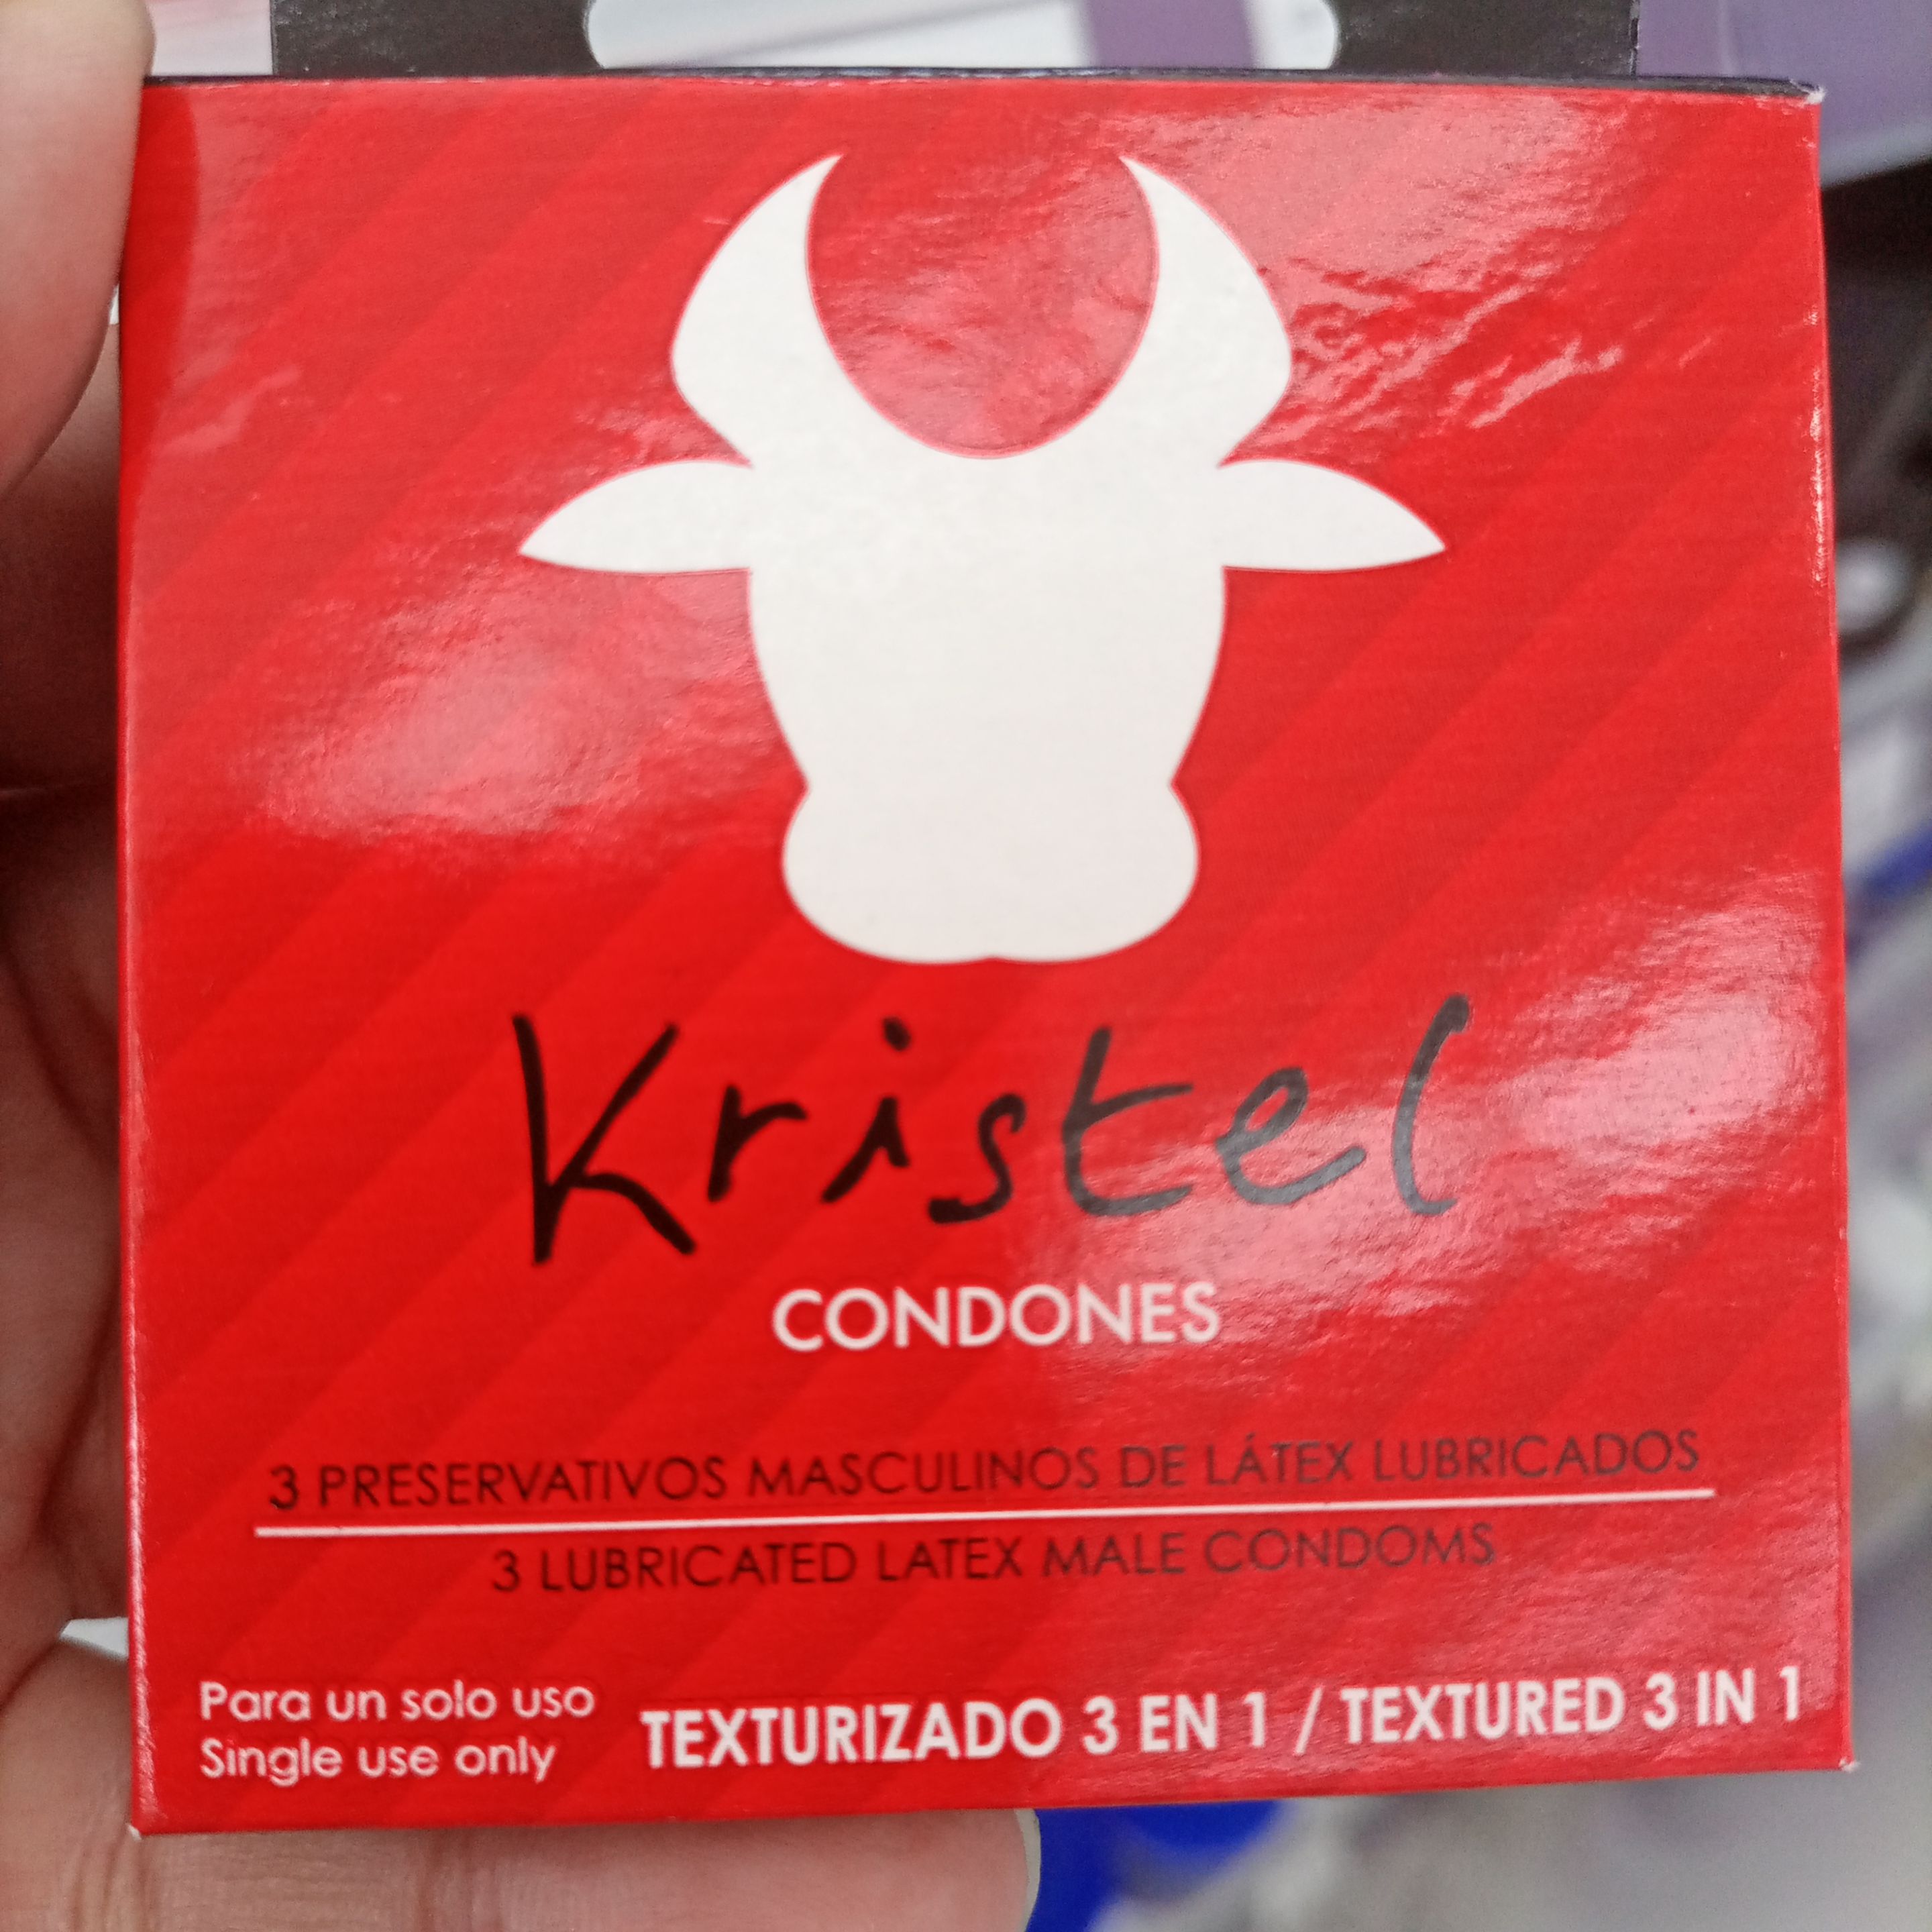 Kristel
CONDONES
3 PRESERVATIVOS MASCULINOS DE LÁTEX LUBRICADOS
3 LUBRICATED LATEX MALE CONDOMS
Para un solo uso
Single use only
TEXTURIZADO 3 EN 1 / TEXTURED 3 IN 1